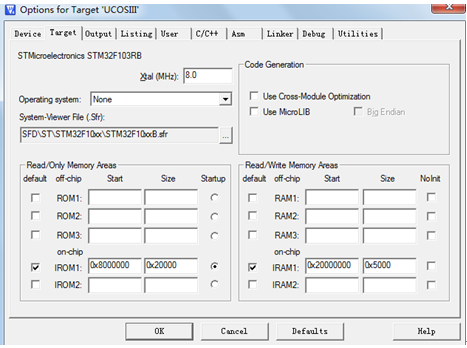 Options for Target 'UCOSIII'
Device Target Output Listing User C/C++ Asm Linker Debug Utilities
STMicroelectronics STM32F103RB
Xtal (MHz): 8.0
Operating system: None
System-Viewer File (.Sfr):
SFD\ST\STM32F10xx\STM32F10xxB.sfr ...
Code Generation
Use Cross-Module Optimization
Use MicroLIB Big Endian
Read/Only Memory Areas
default off-chip Start Size Startup
ROM1:
ROM2:
ROM3:
on-chip
IROM1: 0x8000000 0x20000
IROM2:
Read/Write Memory Areas
default off-chip Start Size NoInit
RAM1:
RAM2:
RAM3:
on-chip
IRAM1: 0x20000000 0x5000
IRAM2:
OK Cancel Defaults Help